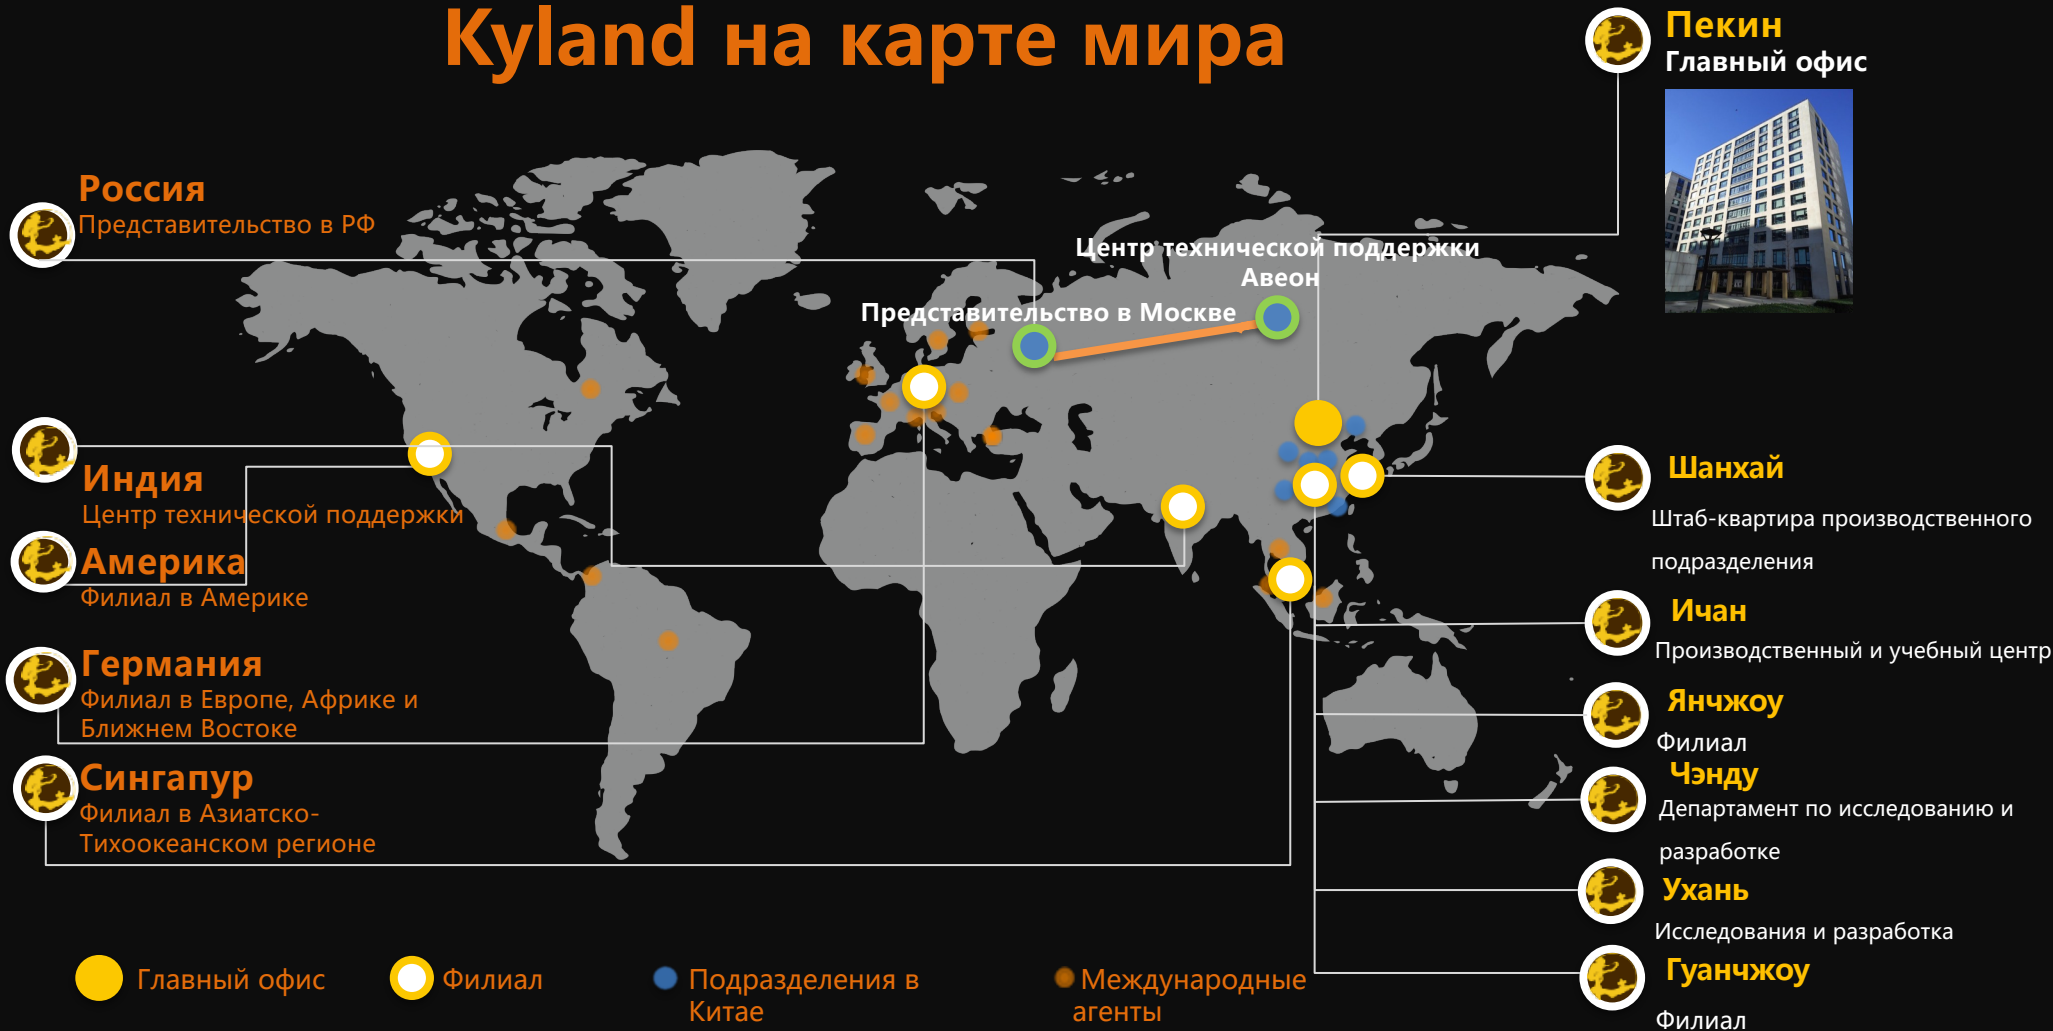 Kyland на карте мира
Пекин
Главный офис
Россия
Представительство в РФ
Центр технической поддержки
Авеон
Представительство в Москве
Индия
Центр технической поддержки
Америка
Филиал в Америке
Германия
Филиал в Европе, Африке и
Ближнем Востоке
Сингапур
Филиал в Азиатско-
Тихоокеанском регионе
Шанхай
Штаб-квартира производственного
подразделения
Ичан
Производственный и учебный центр
Янчжоу
Филиал
Чэнду
Департамент по исследованию и
разработке
Ухань
Исследования и разработка
Гуанчжоу
Филиал
Главный офис
Филиал
Подразделения в
Китае
Международные
агенты